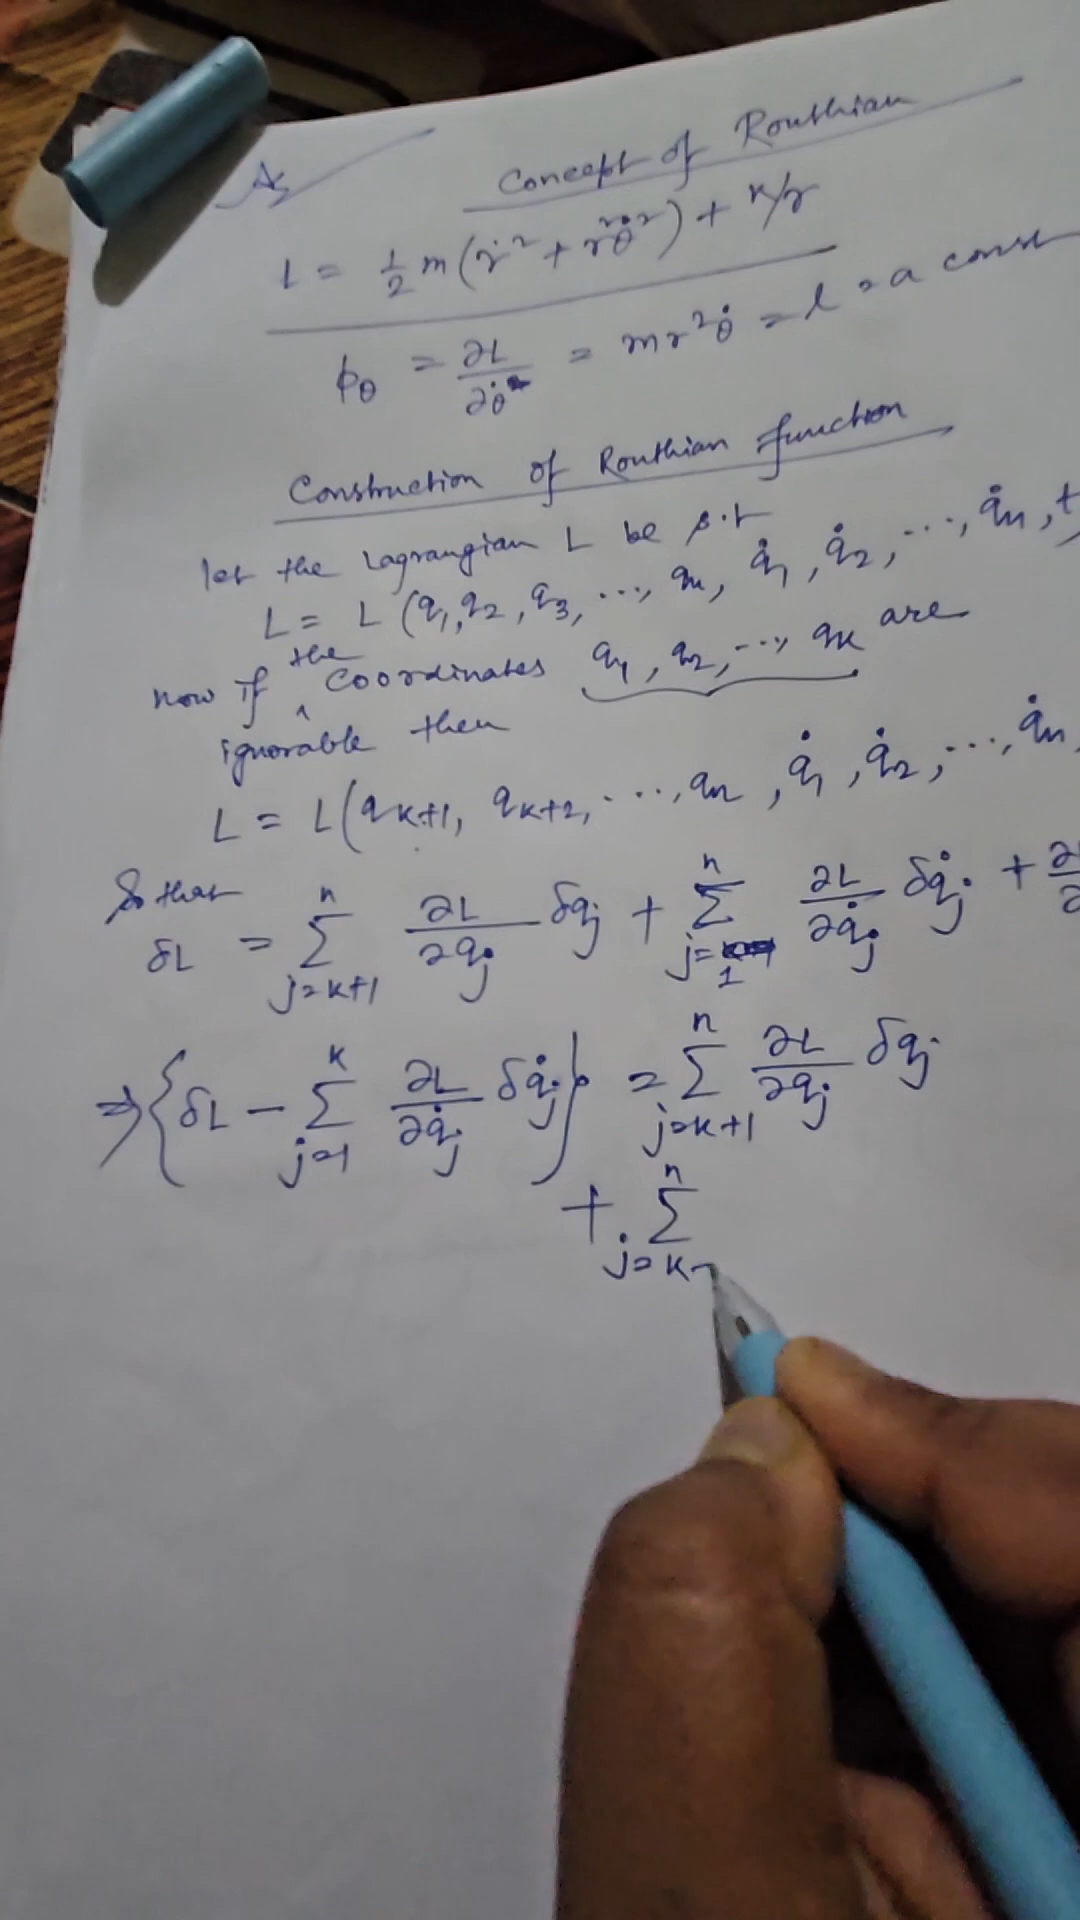 Concept of Routhian
L = 1/2 m (ṙ² + r²θ̇²) + k/r
pθ = ∂L/∂θ̇ = mr²θ̇ = l = a const
Construction of Routhian function
let the Lagrangian L be s.t
L = L (q₁, q₂, q₃, ..., qₙ, q̇₁, q̇₂, ..., q̇ₙ, t)
now if the coordinates q₁, q₂, ..., qₖ are
ignorable then
L = L(qₖ₊₁, qₖ₊₂, ..., qₙ, q̇₁, q̇₂, ..., q̇ₙ,
So that
δL = Σ_{j=k+1}^{n} ∂L/∂qⱼ δqⱼ + Σ_{j=1}^{n} ∂L/∂q̇ⱼ δq̇ⱼ +
⇒ {δL - Σ_{j=1}^{k} ∂L/∂q̇ⱼ δq̇ⱼ} = Σ_{j=k+1}^{n} ∂L/∂qⱼ δqⱼ
+ Σ_{j=k}^{n}